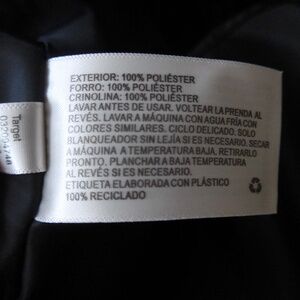 EXTERIOR: 100% POLIÉSTER
FORRO: 100% POLIÉSTER
CRINOLINA: 100% POLIÉSTER
LAVAR ANTES DE USAR. VOLTEAR LA PRENDA AL
REVÉS. LAVAR A MÁQUINA CON AGUA FRÍA CON
COLORES SIMILARES. CICLO DELICADO. SOLO
BLANQUEADOR SIN LEJÍA SI ES NECESARIO. SECAR
A MÁQUINA A TEMPERATURA BAJA, RETIRARLO
PRONTO. PLANCHAR A BAJA TEMPERATURA
AL REVÉS SI ES NECESARIO.
ETIQUETA ELABORADA CON PLÁSTICO
100% RECICLADO
Target